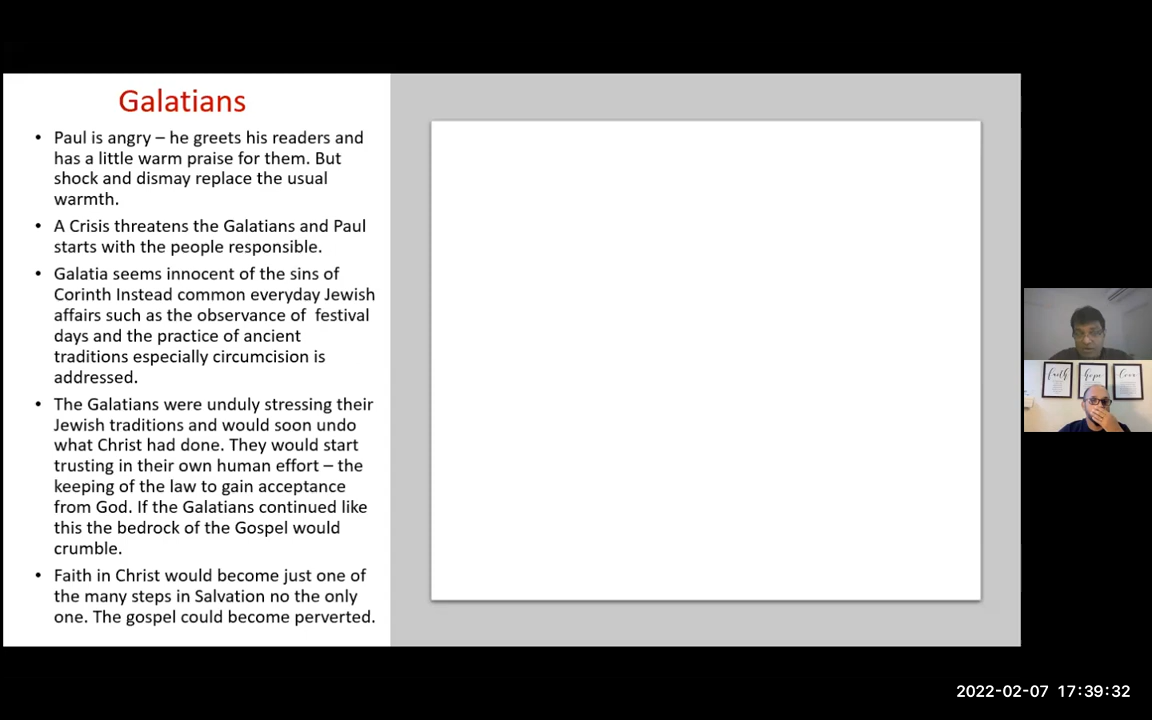 Galatians
• Paul is angry – he greets his readers and
has a little warm praise for them. But
shock and dismay replace the usual
warmth.
• A Crisis threatens the Galatians and Paul
starts with the people responsible.
• Galatia seems innocent of the sins of
Corinth Instead common everyday Jewish
affairs such as the observance of festival
days and the practice of ancient
traditions especially circumcision is
addressed.
• The Galatians were unduly stressing their
Jewish traditions and would soon undo
what Christ had done. They would start
trusting in their own human effort – the
keeping of the law to gain acceptance
from God. If the Galatians continued like
this the bedrock of the Gospel would
crumble.
• Faith in Christ would become just one of
the many steps in Salvation no the only
one. The gospel could become perverted.
faith
hope
love
2022-02-07 17:39:32